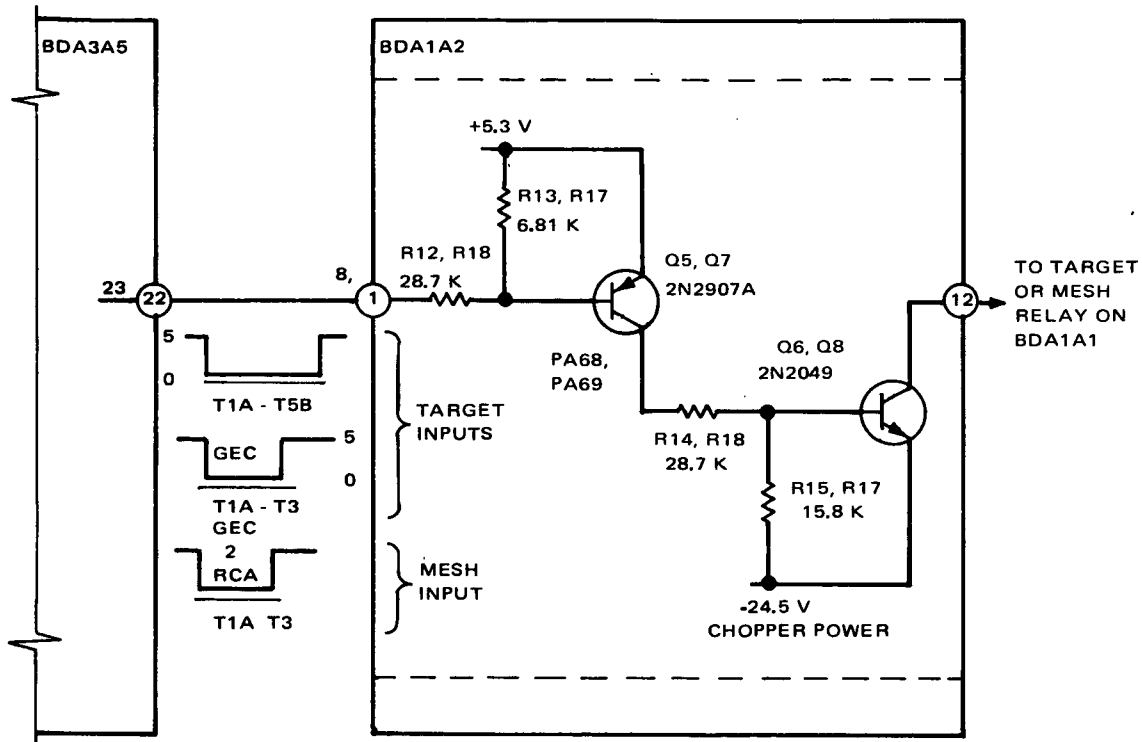 BDA3A5
BDA1A2
+5.3 V
R13, R17
6.81 K
R12, R18
28.7 K
8,
23
22
1
Q5, Q7
2N2907A
PA68,
PA69
12
TO TARGET
OR MESH
RELAY ON
BDA1A1
Q6, Q8
2N2049
R14, R18
28.7 K
R15, R17
15.8 K
-24.5 V
CHOPPER POWER
5
0
T1A - T5B
TARGET
INPUTS
GEC
5
0
T1A - T3
GEC
2
RCA
T1A T3
MESH
INPUT